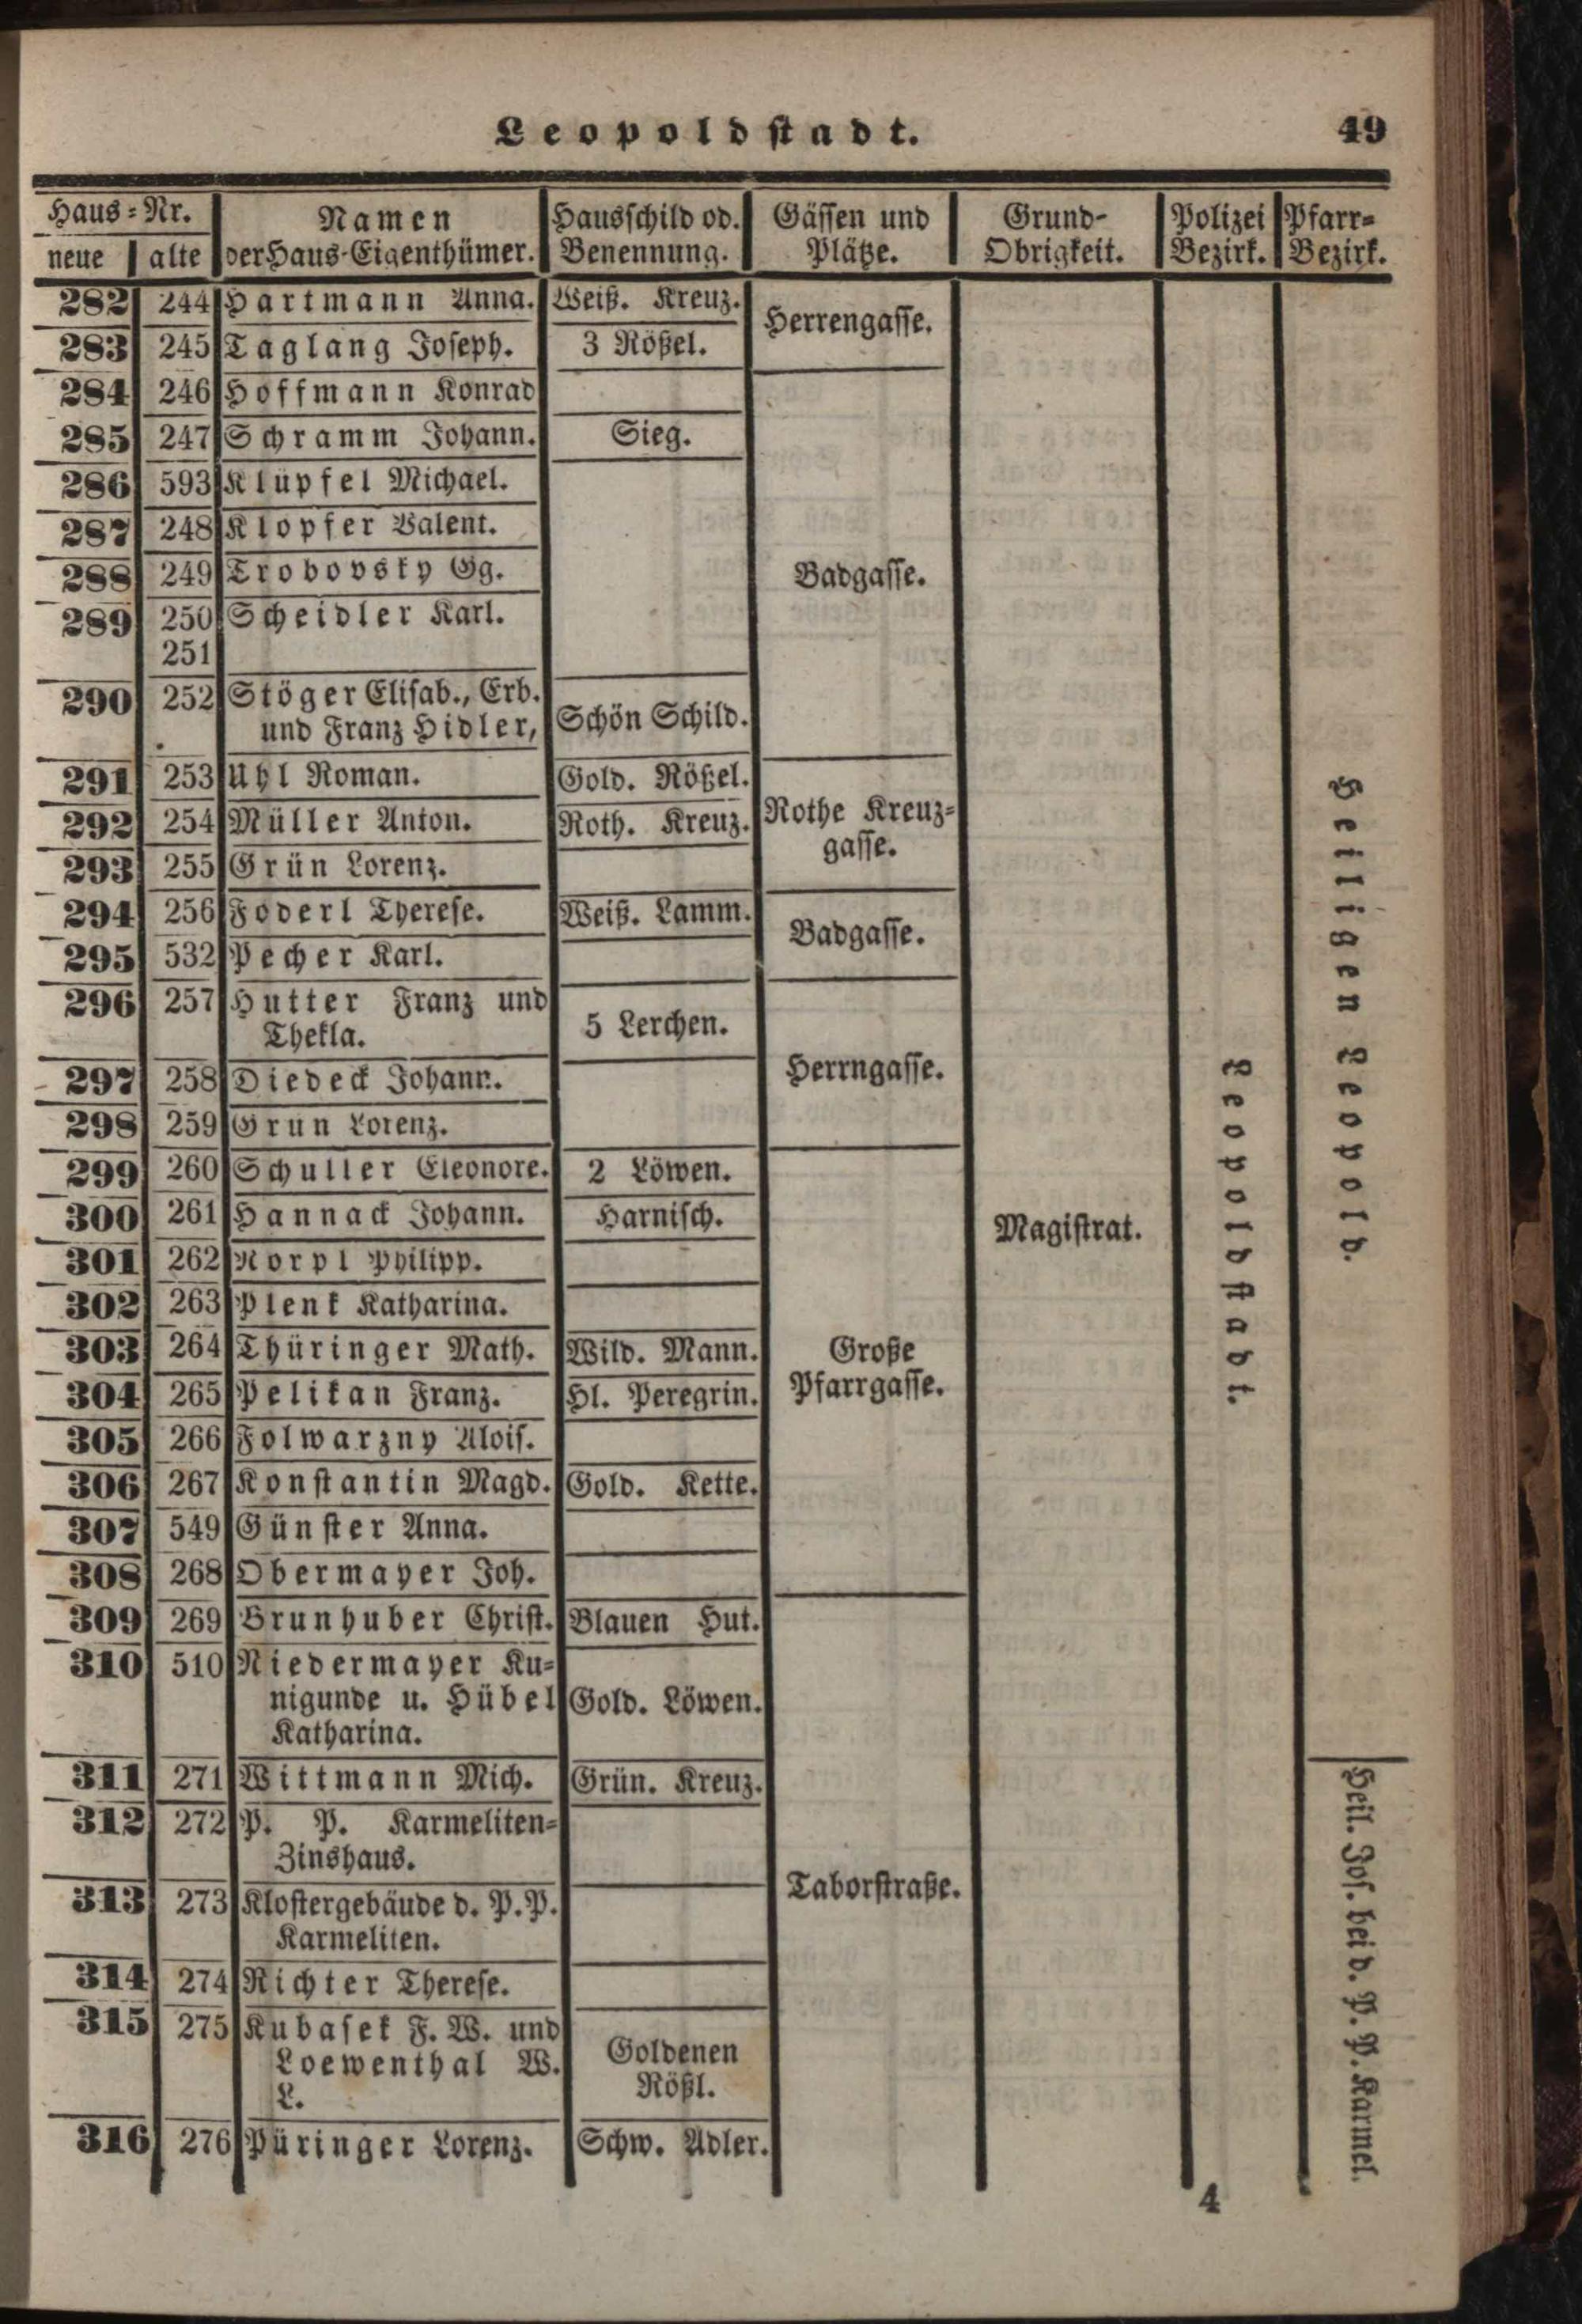 Leopoldstadt. 49
Haus-Nr. Namen Hausschild od. Gässen und Grund- Polizei Pfarr-
neue alte der Haus-Eigenthümer. Benennung. Plätze. Obrigkeit. Bezirk. Bezirk.
282 244 Hartmann Anna. Weiß. Kreuz.
Herrengasse.
283 245 Taglang Joseph. 3 Rößel.
284 246 Hoffmann Konrad
285 247 Schramm Johann. Sieg.
286 593 Klüpfel Michael.
287 248 Klopfer Valent.
288 249 Trobovsky Gg. Badgasse.
289 250 Scheidler Karl.
251
290 252 Stöger Elisab., Erb.
und Franz Hidler, Schön Schild.
291 253 Uhl Roman. Gold. Rößel.
292 254 Müller Anton. Roth. Kreuz. Rothe Kreuz-
gasse.
293 255 Grün Lorenz.
294 256 Foderl Therese. Weiß. Lamm.
Badgasse.
295 532 Pecher Karl.
296 257 Hutter Franz und
Thekla. 5 Lerchen.
297 258 Diedeck Johann. Herrngasse.
298 259 Grün Lorenz.
299 260 Schuller Eleonore. 2 Löwen.
300 261 Hannack Johann. Harnisch. Magistrat.
301 262 Norpl Philipp.
302 263 Plenk Katharina.
303 264 Thüringer Math. Wild. Mann. Große
304 265 Pelikan Franz. Hl. Peregrin. Pfarrgasse.
305 266 Folwarzny Alois.
306 267 Konstantin Magd. Gold. Kette.
307 549 Günster Anna.
308 268 Obermayer Joh.
309 269 Brunhuber Christ. Blauen Hut.
310 510 Niedermayer Ku-
nigunde u. Hübel Gold. Löwen.
Katharina.
311 271 Wittmann Mich. Grün. Kreuz.
312 272 P. P. Karmeliten-
Zinshaus.
313 273 Klostergebäude d. P. P. Taborstraße.
Karmeliten.
314 274 Richter Therese.
315 275 Kubasek F. W. und
Loewenthal W. Goldenen
L. Rößl.
316 276 Püringer Lorenz. Schw. Adler.
Leopoldstadt.
Heiligen Leopold.
Heil. Jos. bei d. P. P. Karmel.
4